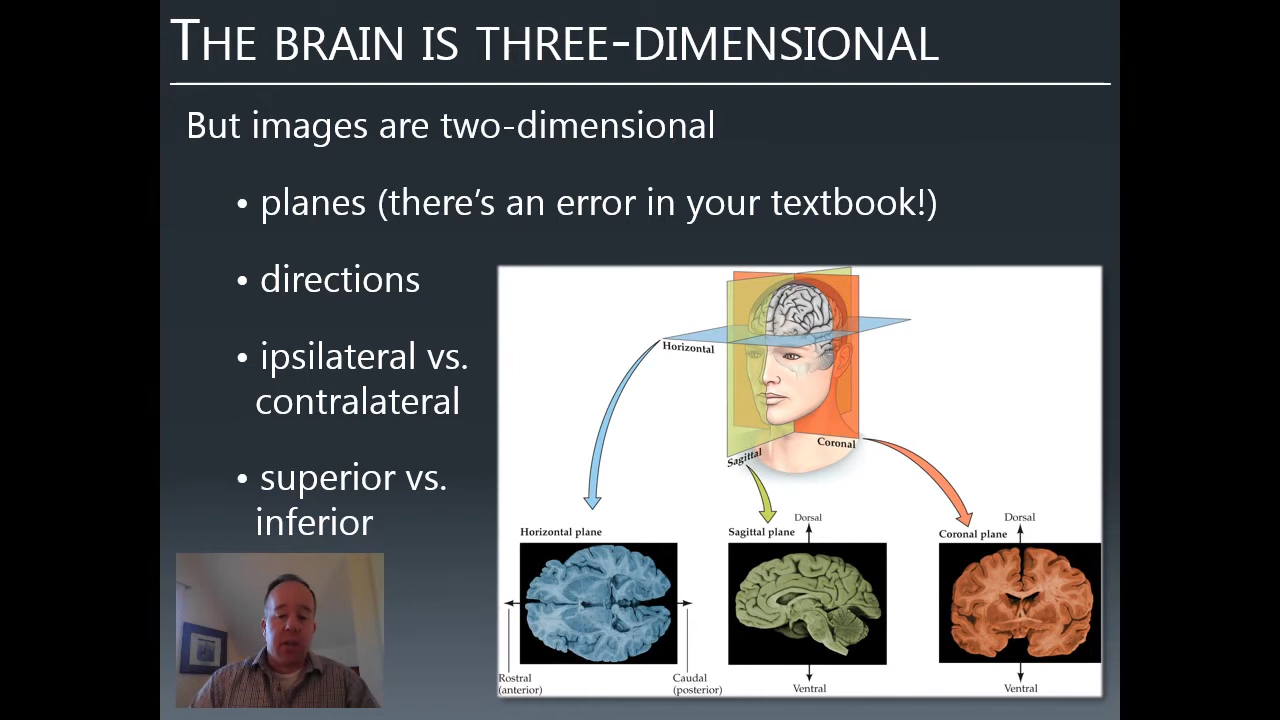 THE BRAIN IS THREE-DIMENSIONAL
But images are two-dimensional
• planes (there's an error in your textbook!)
• directions
• ipsilateral vs.
contralateral
• superior vs.
inferior
Horizontal
Sagittal
Coronal
Horizontal plane
Rostral
(anterior)
Caudal
(posterior)
Dorsal
Sagittal plane
Ventral
Dorsal
Coronal plane
Ventral